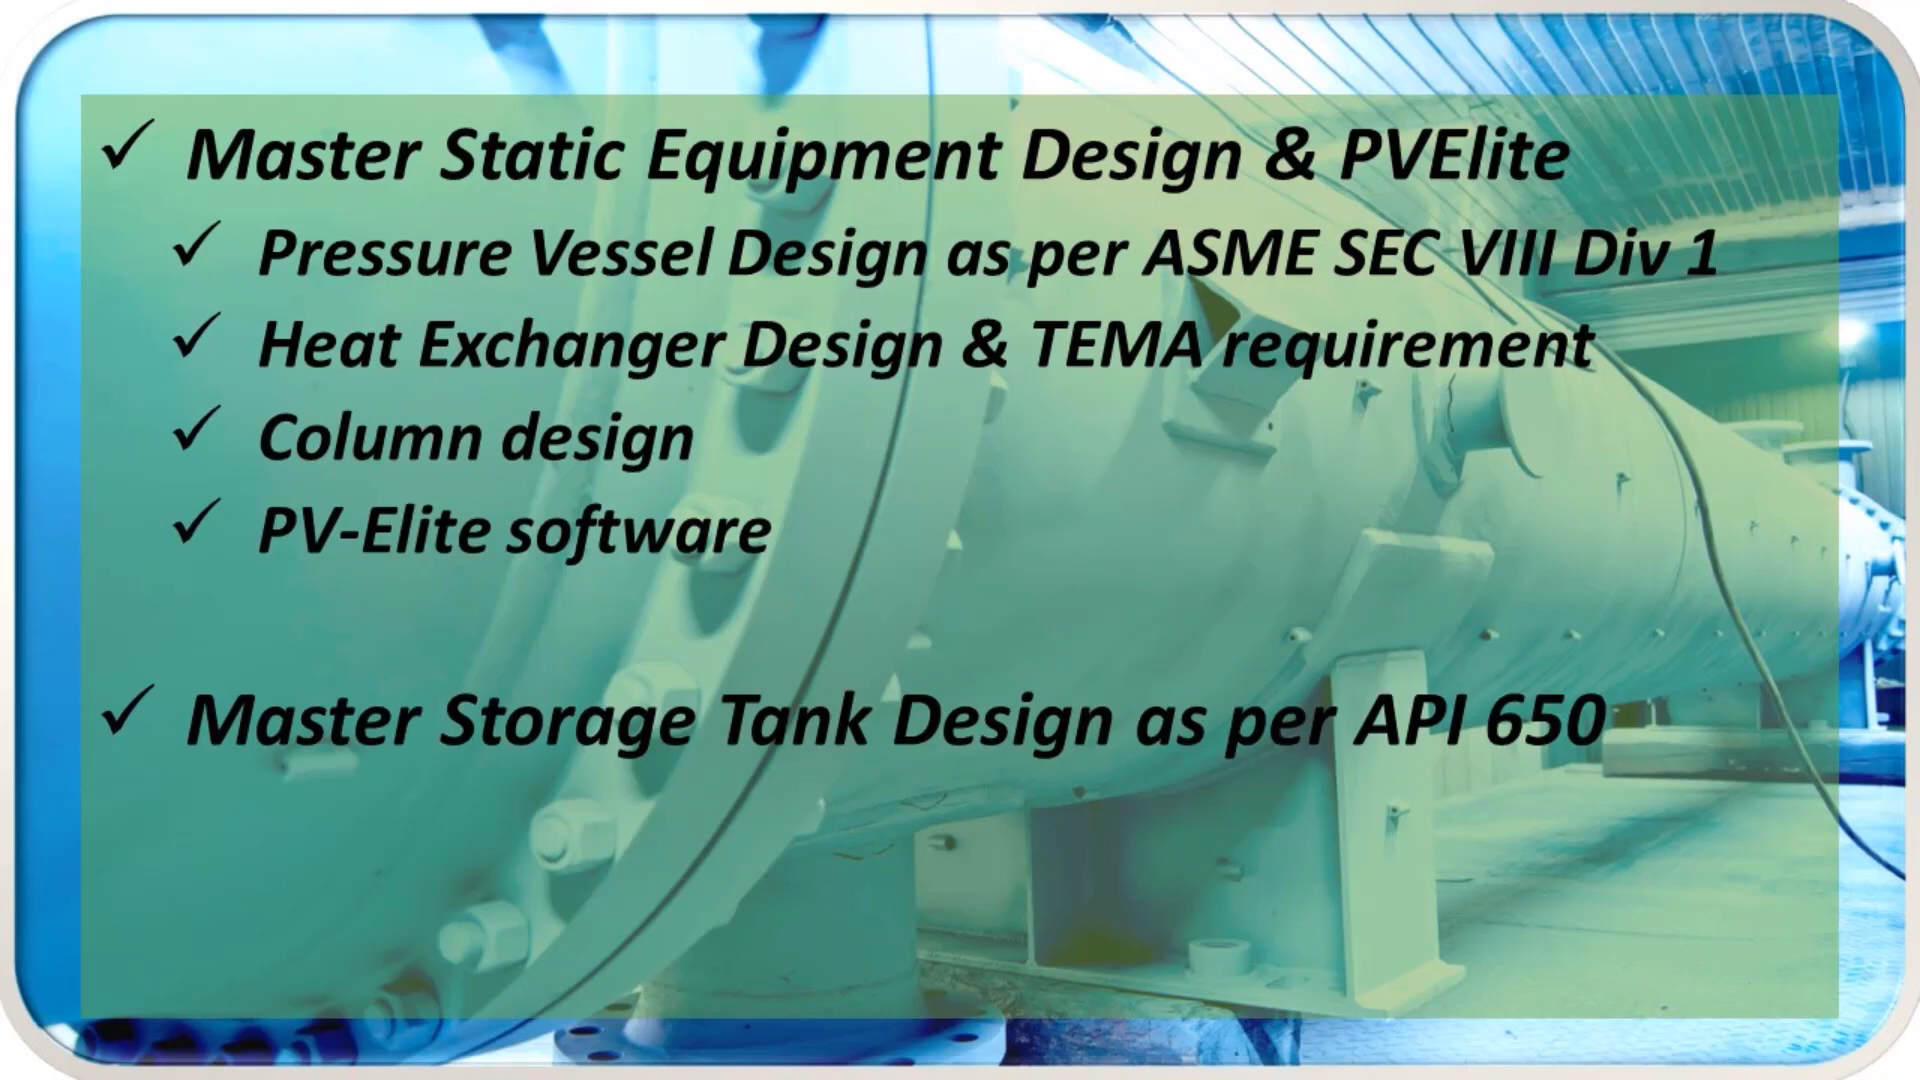 ✓ Master Static Equipment Design & PVElite
✓ Pressure Vessel Design as per ASME SEC VIII Div 1
✓ Heat Exchanger Design & TEMA requirement
✓ Column design
✓ PV-Elite software
✓ Master Storage Tank Design as per API 650